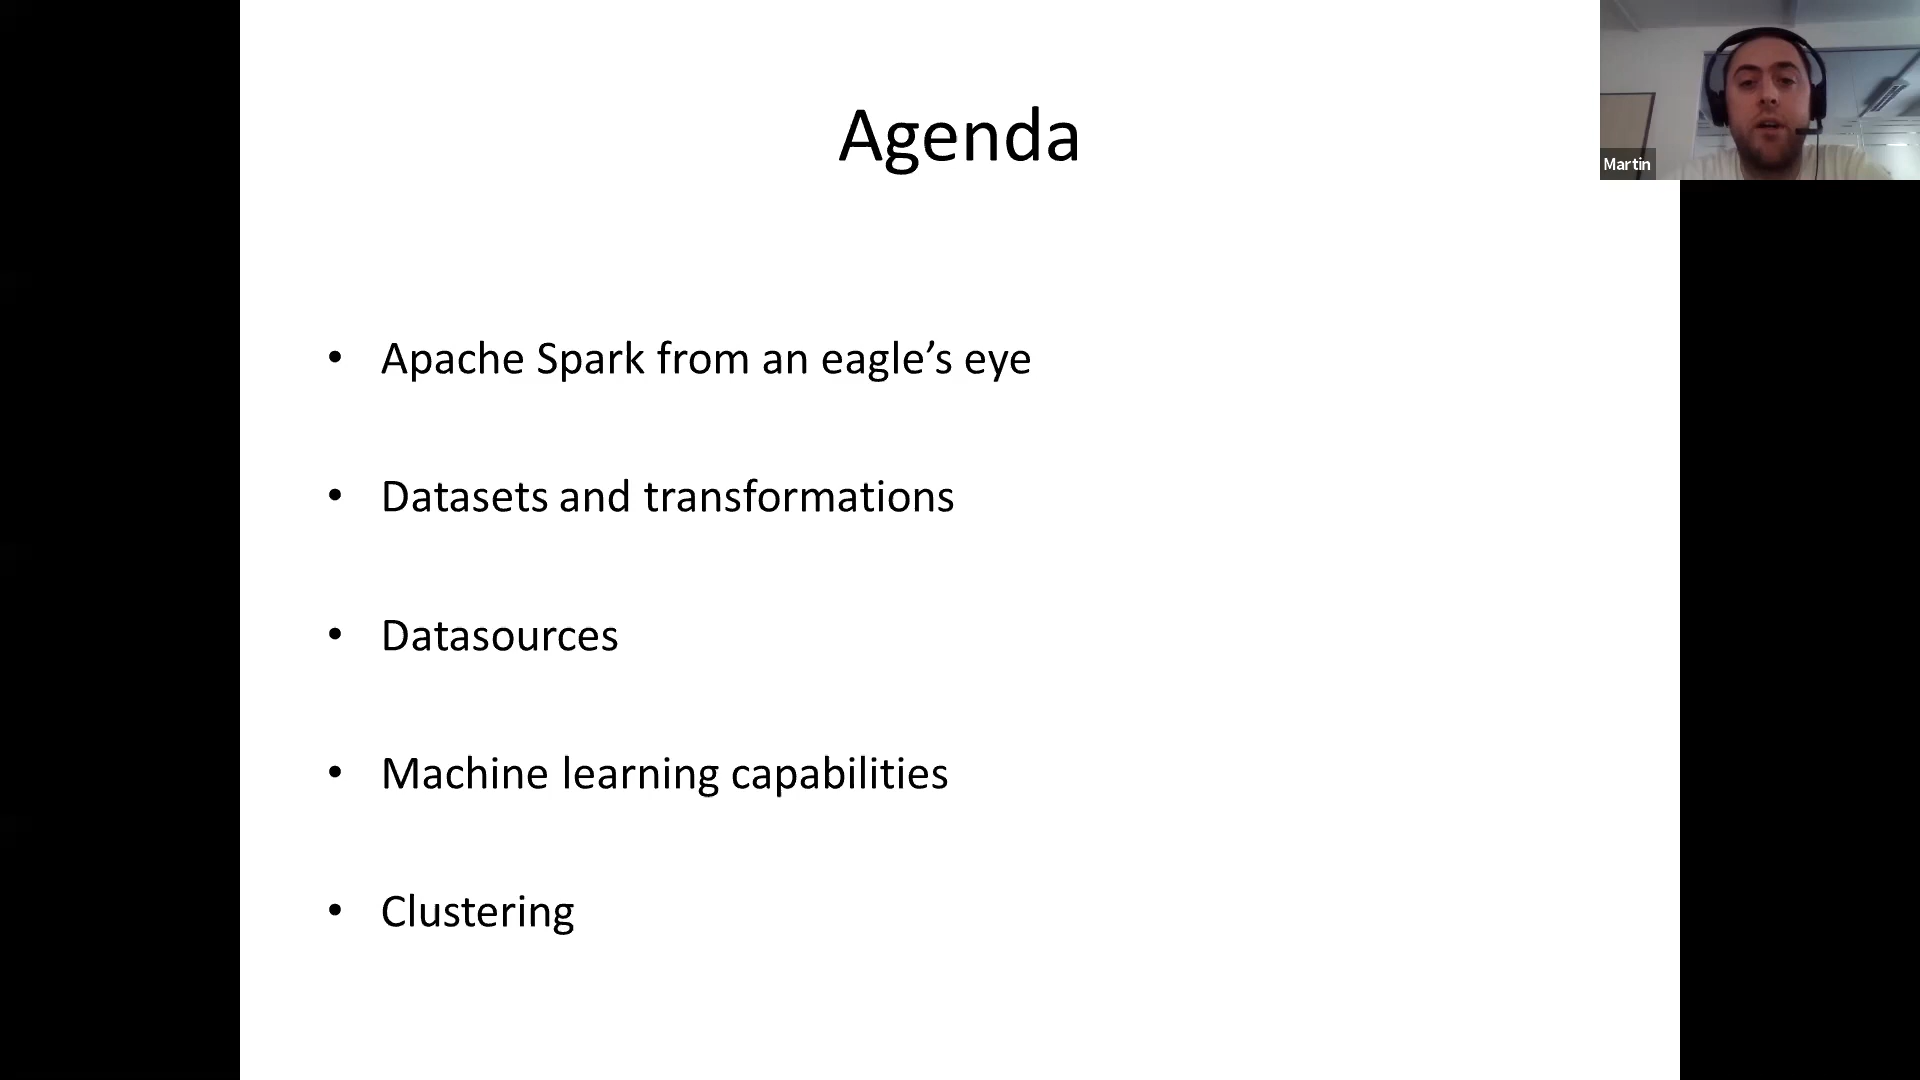 Agenda
Martin
• Apache Spark from an eagle’s eye
• Datasets and transformations
• Datasources
• Machine learning capabilities
• Clustering